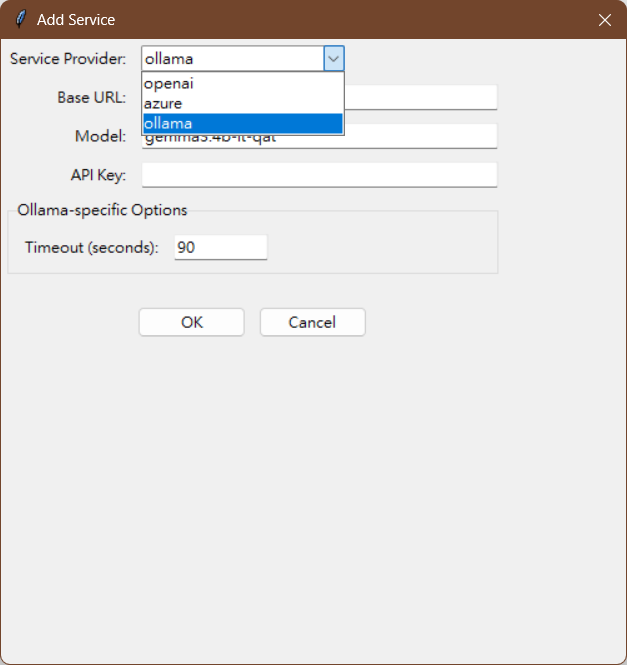 Add Service
Service Provider: ollama
openai
azure
ollama
Base URL:
Model: gemma3:4b-it-qat
API Key:
Ollama-specific Options
Timeout (seconds): 90
OK Cancel